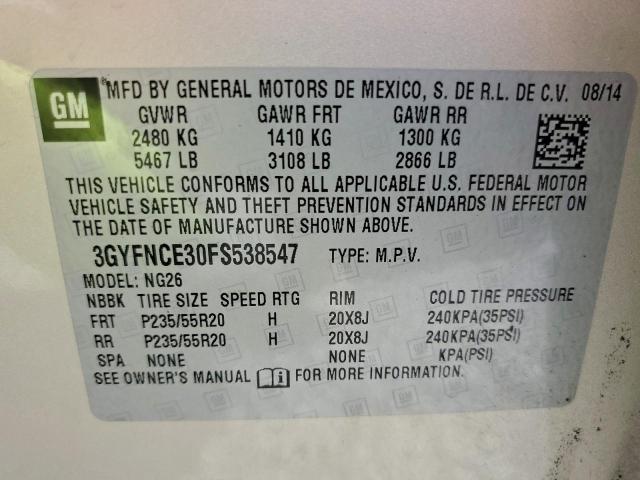 GM MFD BY GENERAL MOTORS DE MEXICO, S. DE R.L. DE C.V. 08/14
GVWR GAWR FRT GAWR RR
2480 KG 1410 KG 1300 KG
5467 LB 3108 LB 2866 LB
THIS VEHICLE CONFORMS TO ALL APPLICABLE U.S. FEDERAL MOTOR
VEHICLE SAFETY AND THEFT PREVENTION STANDARDS IN EFFECT ON
THE DATE OF MANUFACTURE SHOWN ABOVE.
3GYFNCE30FS538547 TYPE: M.P.V.
MODEL: NG26
NBBK TIRE SIZE SPEED RTG RIM COLD TIRE PRESSURE
FRT P235/55R20 H 20X8J 240KPA(35PSI)
RR P235/55R20 H 20X8J 240KPA(35PSI)
SPA NONE NONE KPA(PSI)
SEE OWNER'S MANUAL i FOR MORE INFORMATION.